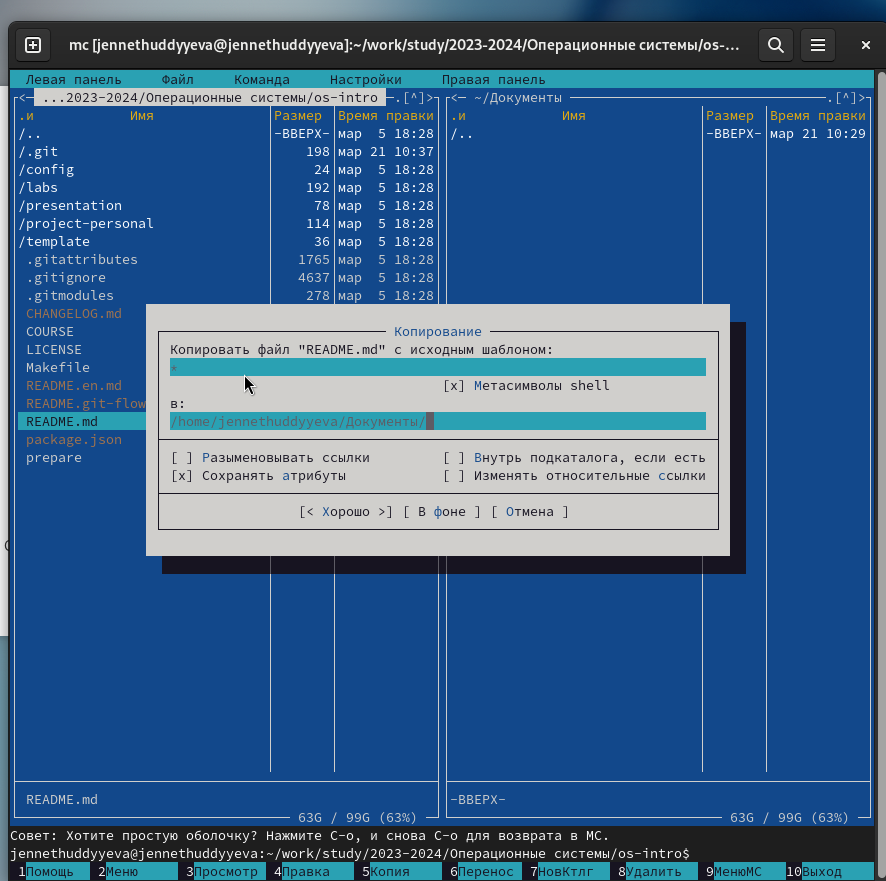 mc [jennethuddyyeva@jennethuddyyeva]:~/work/study/2023-2024/Операционные системы/os-...
Левая панель Файл Команда Настройки Правая панель
<─ ...2023-2024/Операционные системы/os-intro .[^]> <─ ~/Документы .[^]>
.и Имя Размер Время правки .и Имя Размер Время правки
/.. -ВВЕРХ- мар 5 18:28 /.. -ВВЕРХ- мар 21 10:29
/.git 198 мар 21 10:37
/config 24 мар 5 18:28
/labs 192 мар 5 18:28
/presentation 78 мар 5 18:28
/project-personal 114 мар 5 18:28
/template 36 мар 5 18:28
.gitattributes 1765 мар 5 18:28
.gitignore 4637 мар 5 18:28
.gitmodules 278 мар 5 18:28
CHANGELOG.md
COURSE
LICENSE
Makefile
README.en.md
README.git-flow
README.md
package.json
prepare
Копирование
Копировать файл "README.md" с исходным шаблоном:
*
[x] Метасимволы shell
в:
/home/jennethuddyyeva/Документы/
[ ] Разыменовывать ссылки [ ] Внутрь подкаталога, если есть
[x] Сохранять атрибуты [ ] Изменять относительные ссылки
[< Хорошо >] [ В фоне ] [ Отмена ]
README.md -ВВЕРХ-
63G / 99G (63%) 63G / 99G (63%)
Совет: Хотите простую оболочку? Нажмите C-o, и снова C-o для возврата в MC.
jennethuddyyeva@jennethuddyyeva:~/work/study/2023-2024/Операционные системы/os-intro$
1Помощь 2Меню 3Просмотр 4Правка 5Копия 6Перенос 7НовКтлг 8Удалить 9МенюMC 10Выход